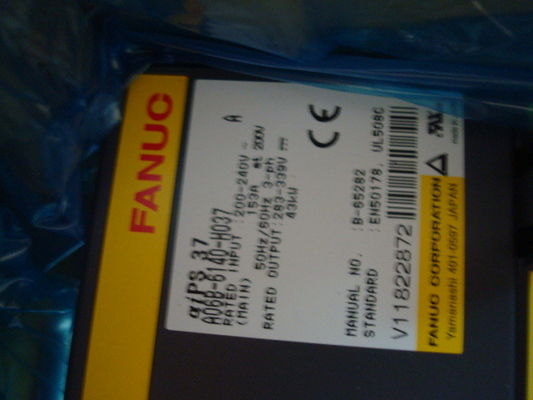 FANUC
αiPS 37
A06B-6140-H037
A
RATED INPUT :200-240V~
(MAIN) 153A at 200V
50Hz/60Hz 3-ph
RATED OUTPUT:283-339V
43kW
CE
MANUAL NO. :B-65282
STANDARD :EN50178. UL508C
V11822872
FANUC CORPORATION
Yamanashi 401-0597 JAPAN